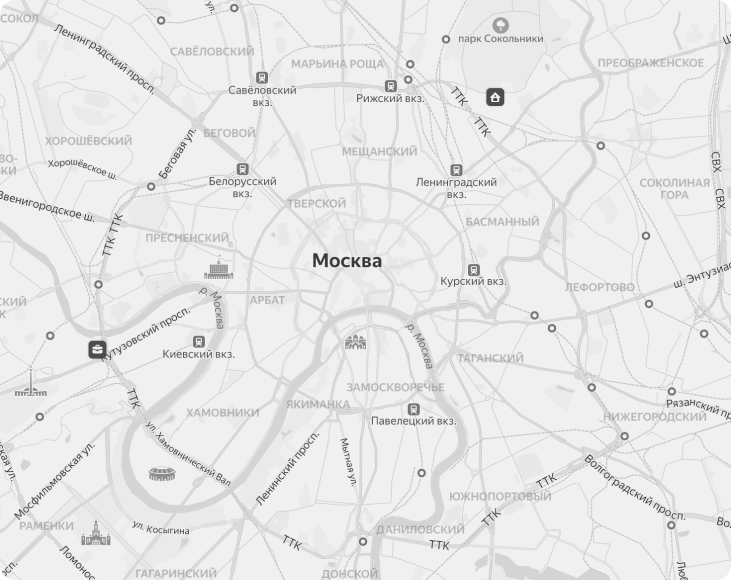 СОКОЛ
Ленинградский просп.
САВЁЛОВСКИЙ
МАРЬИНА РОЩА
парк Сокольники
ПРЕОБРАЖЕНСКОЕ
Савёловский
вкз.
Рижский вкз.
ТТК
ТТК
ХОРОШЁВСКИЙ
Беговая ул.
БЕГОВОЙ
МЕЩАНСКИЙ
Хорошёвское ш.
Белорусский
вкз.
Ленинградский
вкз.
СОКОЛИНАЯ
ГОРА
СВХ
СВХ
Звенигородское ш.
ТТК
ТТК
ТВЕРСКОЙ
БАСМАННЫЙ
ПРЕСНЕНСКИЙ
Москва
Курский вкз.
ЛЕФОРТОВО
ш. Энтузиас
АРБАТ
р. Москва
Кутузовский просп.
Киевский вкз.
р. Москва
ТАГАНСКИЙ
ЗАМОСКВОРЕЧЬЕ
ХАМОВНИКИ
ЯКИМАНКА
Павелецкий вкз.
Рязанский пр
НИЖЕГОРОДСКИЙ
ТТК
ул. Хамовнический Вал
Ленинский просп.
Мытная ул.
Мосфильмовская ул.
Волгоградский просп.
ТТК
ЮЖНОПОРТОВЫЙ
ТТК
РАМЕНКИ
ул. Косыгина
ДАНИЛОВСКИЙ
ТТК
ТТК
Ломонос
ГАГАРИНСКИЙ
ДОНСКОЙ